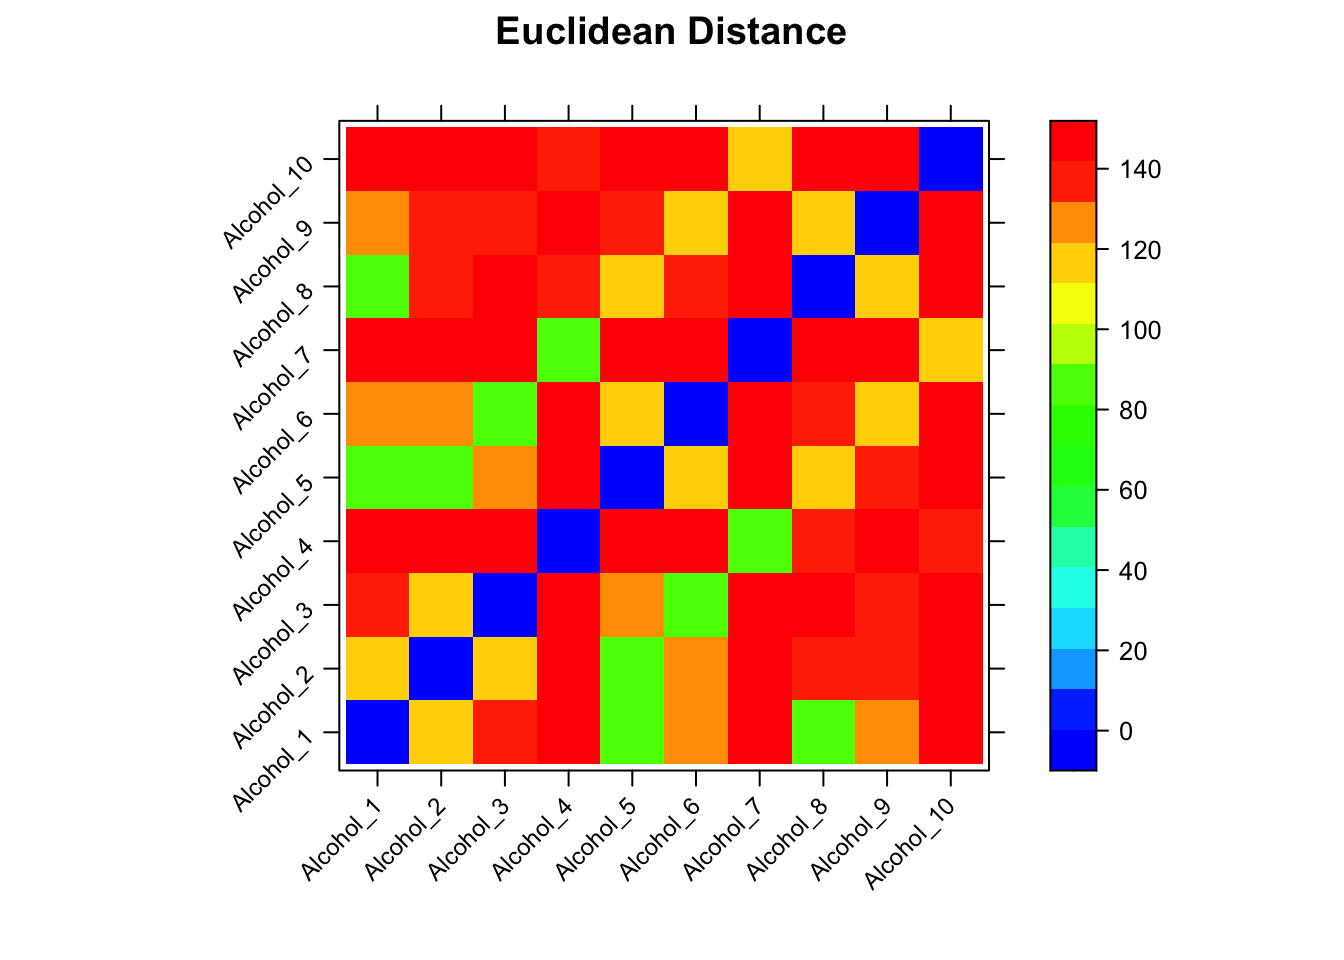 Euclidean Distance
Alcohol_10
Alcohol_9
Alcohol_8
Alcohol_7
Alcohol_6
Alcohol_5
Alcohol_4
Alcohol_3
Alcohol_2
Alcohol_1
Alcohol_1
Alcohol_2
Alcohol_3
Alcohol_4
Alcohol_5
Alcohol_6
Alcohol_7
Alcohol_8
Alcohol_9
Alcohol_10
140
120
100
80
60
40
20
0